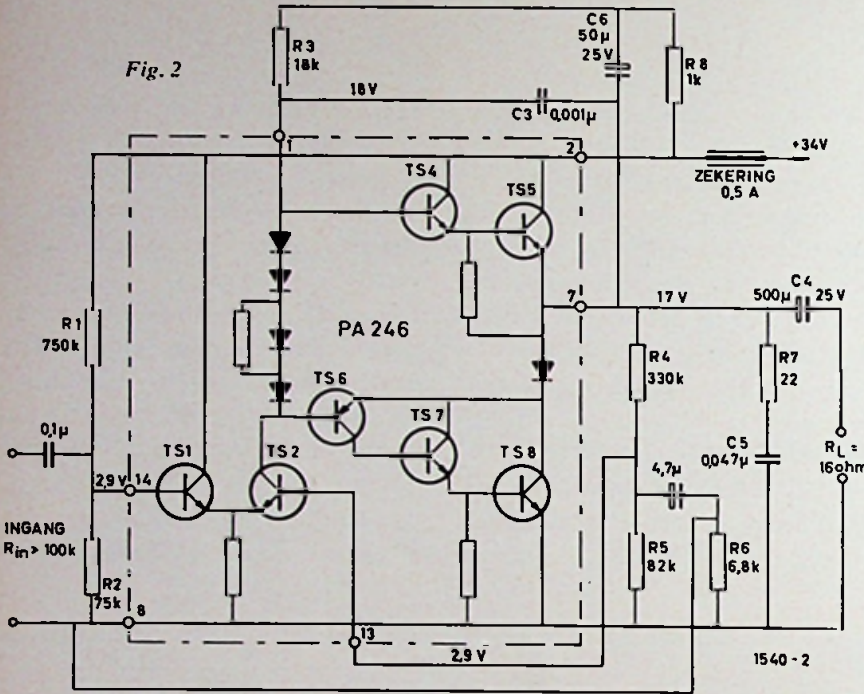 Fig. 2
R3
18k
C6
50μ
25V
R8
1k
18V
C3
0,001μ
1
2
+34V
ZEKERING
0,5 A
TS4
TS5
7
17 V
500μ
C4
25V
R1
750k
PA 246
R4
330k
R7
22
TS6
TS7
TS8
0,1μ
TS1
TS2
2,9 V
14
4,7μ
C5
0,047μ
RL =
16ohm
INGANG
Rin > 100k
R2
75k
R5
82k
R6
6,8k
8
13
2,9 V
1540 - 2